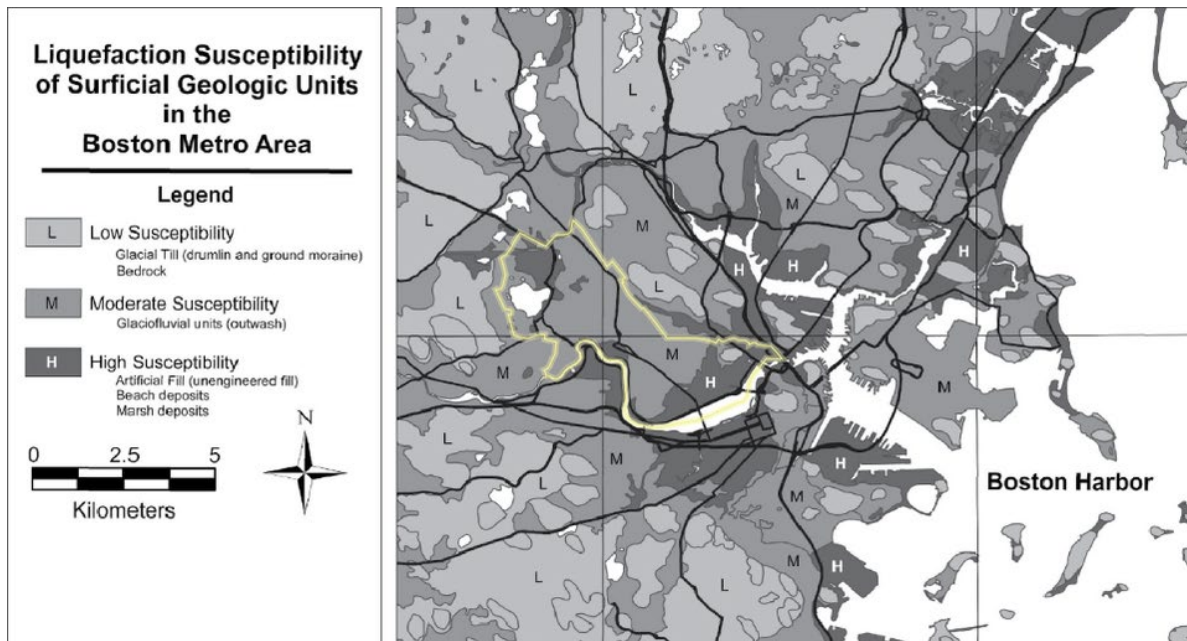 Liquefaction Susceptibility
of Surficial Geologic Units
in the
Boston Metro Area
Legend
L Low Susceptibility
Glacial Till (drumlin and ground moraine)
Bedrock
M Moderate Susceptibility
Glaciofluvial units (outwash)
H High Susceptibility
Artificial Fill (unengineered fill)
Beach deposits
Marsh deposits
N
0 2.5 5
Kilometers
L
L
L
L
L
M
M
H
H
H
L
L
M
M
H
M
M
H
L
M
M
L
Boston Harbor
M
H
L
L